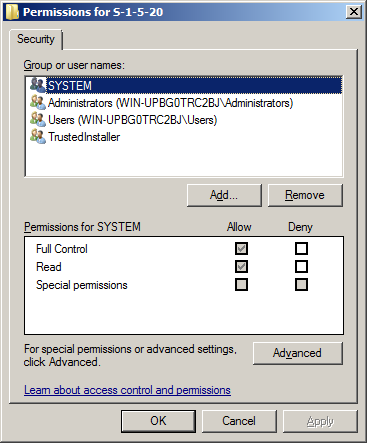 Permissions for S-1-5-20
Security
Group or user names:
SYSTEM
Administrators (WIN-UPBG0TRC2BJ\Administrators)
Users (WIN-UPBG0TRC2BJ\Users)
TrustedInstaller
Add... Remove
Permissions for SYSTEM Allow Deny
Full Control
Read
Special permissions
For special permissions or advanced settings,
click Advanced.
Advanced
Learn about access control and permissions
OK Cancel Apply